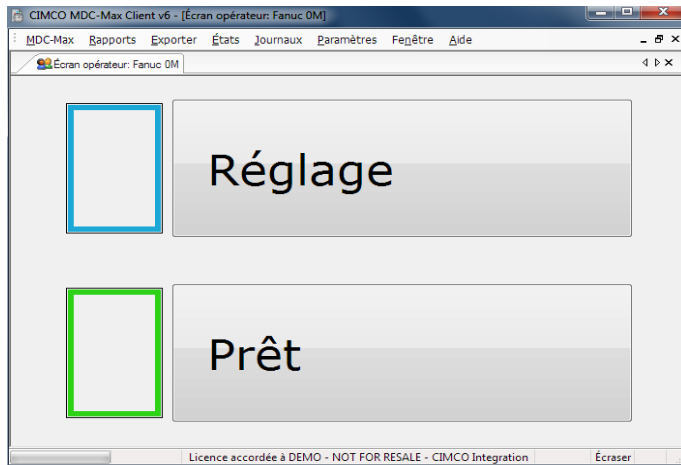 CIMCO MDC-Max Client v6 - [Écran opérateur: Fanuc 0M]
MDC-Max Rapports Exporter États Journaux Paramètres Fenêtre Aide
Écran opérateur: Fanuc 0M
Réglage
Prêt
Licence accordée à DEMO - NOT FOR RESALE - CIMCO Integration Écraser